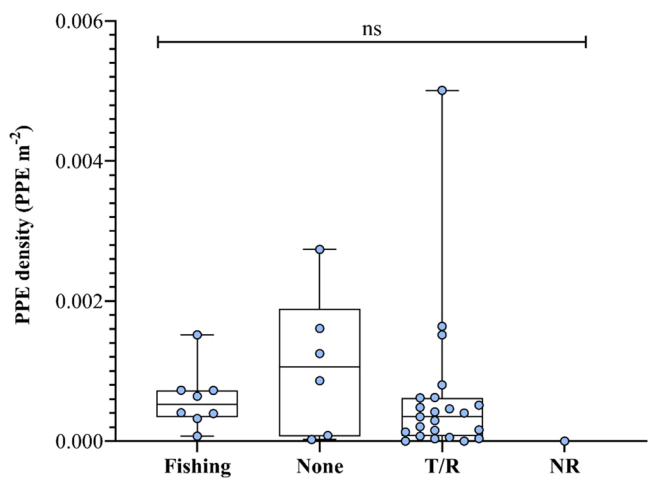 0.006
ns
0.004
PPE density (PPE m⁻²)
0.002
0.000
Fishing None T/R NR